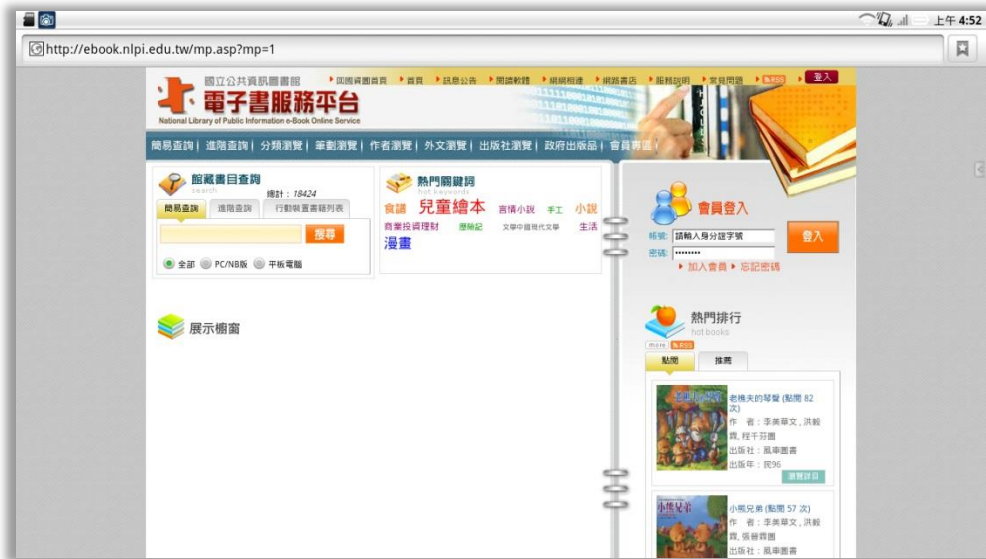 上午 4:52
http://ebook.nlpi.edu.tw/mp.asp?mp=1
國立公共資訊圖書館
回國資圖首頁 首頁 訊息公告 閱讀軟體 網網相連 網路書店 服務說明 常見問題 RSS 登入
電子書服務平台
National Library of Public Information e-Book Online Service
簡易查詢| 進階查詢| 分類瀏覽| 筆劃瀏覽| 作者瀏覽| 外文瀏覽| 出版社瀏覽| 政府出版品| 會員專區|
館藏書目查詢
search
總計：18424
簡易查詢 進階查詢 行動裝置書籍列表
搜尋
全部 PC/NB版 平板電腦
熱門關鍵詞
hot keywords
食譜 兒童繪本 言情小說 手工 小說
商業投資理財 歷險記 文學中國現代文學 生活
漫畫
會員登入
帳號: 請輸入身分證字號
密碼: ••••••••
登入
加入會員 忘記密碼
展示櫥窗
熱門排行
hot books
more RSS
點閱 推薦
老樵夫的琴聲 (點閱 82
次)
作 者：李美華文, 洪毅
霖, 程千芬圖
出版社：風車圖書
出版年：民96
瀏覽詳目
小熊兄弟
小熊兄弟 (點閱 57 次)
作 者：李美華文, 洪毅
霖, 張晉霖圖
出版社：風車圖書